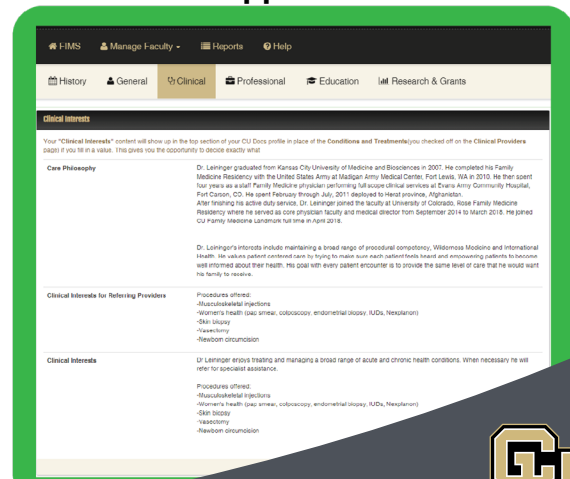 FIMS Manage Faculty Reports Help
History General Clinical Professional Education Research & Grants
Clinical Interests
Your "Clinical Interests" content will show up in the top section of your CU Docs profile in place of the Conditions and Treatments(you checked off on the Clinical Providers
page) if you fill in a value. This gives you the opportunity to decide exactly what
Care Philosophy
Dr. Leininger graduated from Kansas City University of Medicine and Biosciences in 2007. He completed his Family
Medicine Residency with the United States Army at Madigan Army Medical Center, Fort Lewis, WA in 2010. He then spent
four years as a staff Family Medicine physician performing full scope clinical services at Evans Army Community Hospital,
Fort Carson, CO. He spent February through July, 2011 deployed to Herat province, Afghanistan.
After finishing his active duty service, Dr. Leininger joined the faculty at University of Colorado, Rose Family Medicine
Residency where he served as core physician faculty and medical director from September 2014 to March 2018. He joined
CU Family Medicine Landmark full time in April 2018.
Dr. Leininger's interests include maintaining a broad range of procedural competency, Wilderness Medicine and International
Health. He values patient centered care by trying to make sure each patient feels heard and empowering patients to become
well informed about their health. His goal with every patient encounter is to provide the same level of care that he would want
his family to receive.
Clinical Interests for Referring Providers
Procedures offered:
-Musculoskeletal injections
-Women's health (pap smear, colposcopy, endometrial biopsy, IUDs, Nexplanon)
-Skin biopsy
-Vasectomy
-Newborn circumcision
Clinical Interests
Dr Leininger enjoys treating and managing a broad range of acute and chronic health conditions. When necessary he will
refer for specialist assistance.
Procedures offered:
-Musculoskeletal injections
-Women's health (pap smear, colposcopy, endometrial biopsy, IUDs, Nexplanon)
-Skin biopsy
-Vasectomy
-Newborn circumcision